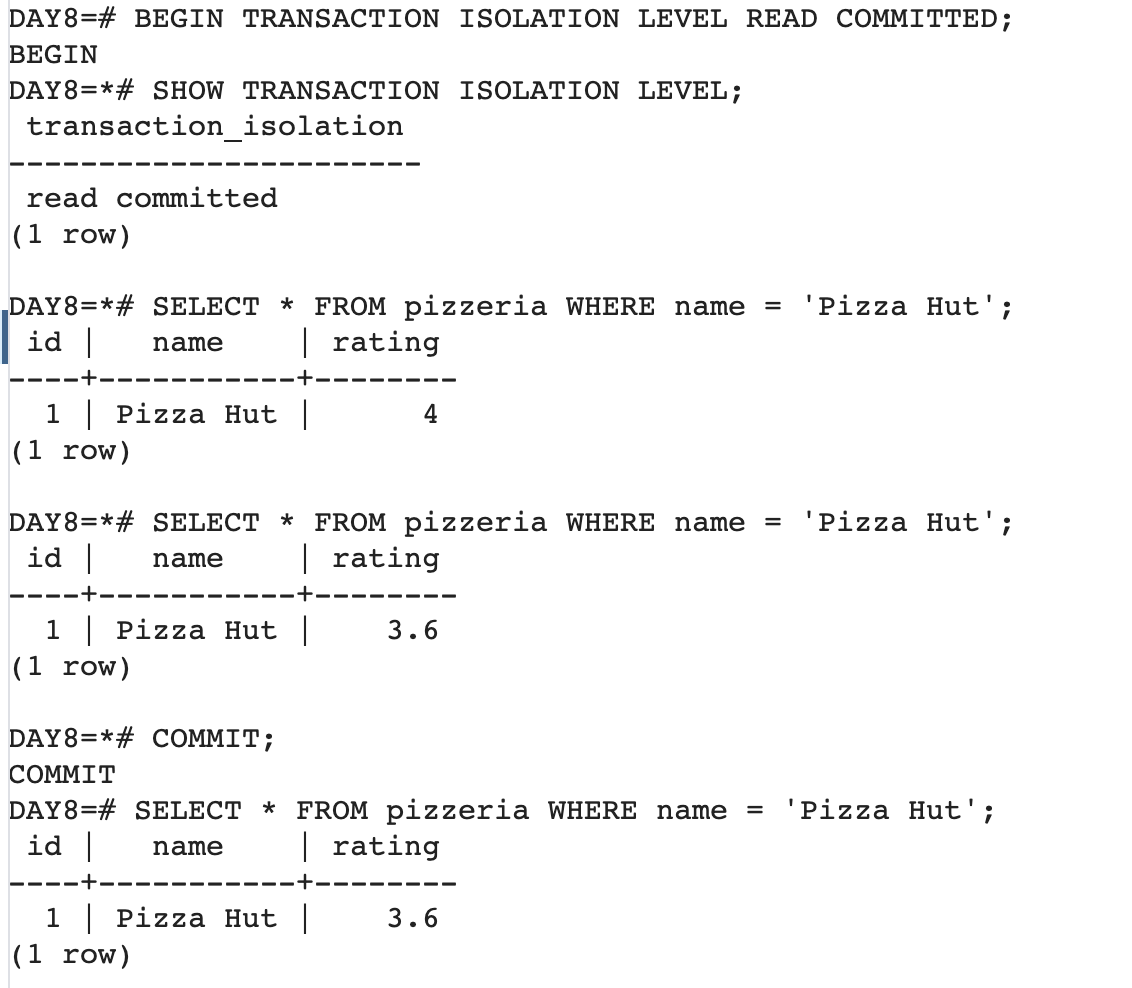 DAY8=# BEGIN TRANSACTION ISOLATION LEVEL READ COMMITTED;
BEGIN
DAY8=*# SHOW TRANSACTION ISOLATION LEVEL;
 transaction_isolation
-----------------------
 read committed
(1 row)

DAY8=*# SELECT * FROM pizzeria WHERE name = 'Pizza Hut';
 id |   name    | rating
----+-----------+--------
  1 | Pizza Hut |      4
(1 row)

DAY8=*# SELECT * FROM pizzeria WHERE name = 'Pizza Hut';
 id |   name    | rating
----+-----------+--------
  1 | Pizza Hut |    3.6
(1 row)

DAY8=*# COMMIT;
COMMIT
DAY8=# SELECT * FROM pizzeria WHERE name = 'Pizza Hut';
 id |   name    | rating
----+-----------+--------
  1 | Pizza Hut |    3.6
(1 row)